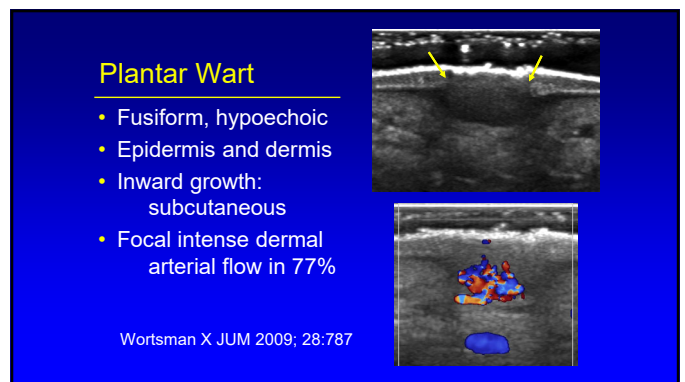 Plantar Wart
• Fusiform, hypoechoic
• Epidermis and dermis
• Inward growth:
subcutaneous
• Focal intense dermal
arterial flow in 77%
Wortsman X JUM 2009; 28:787